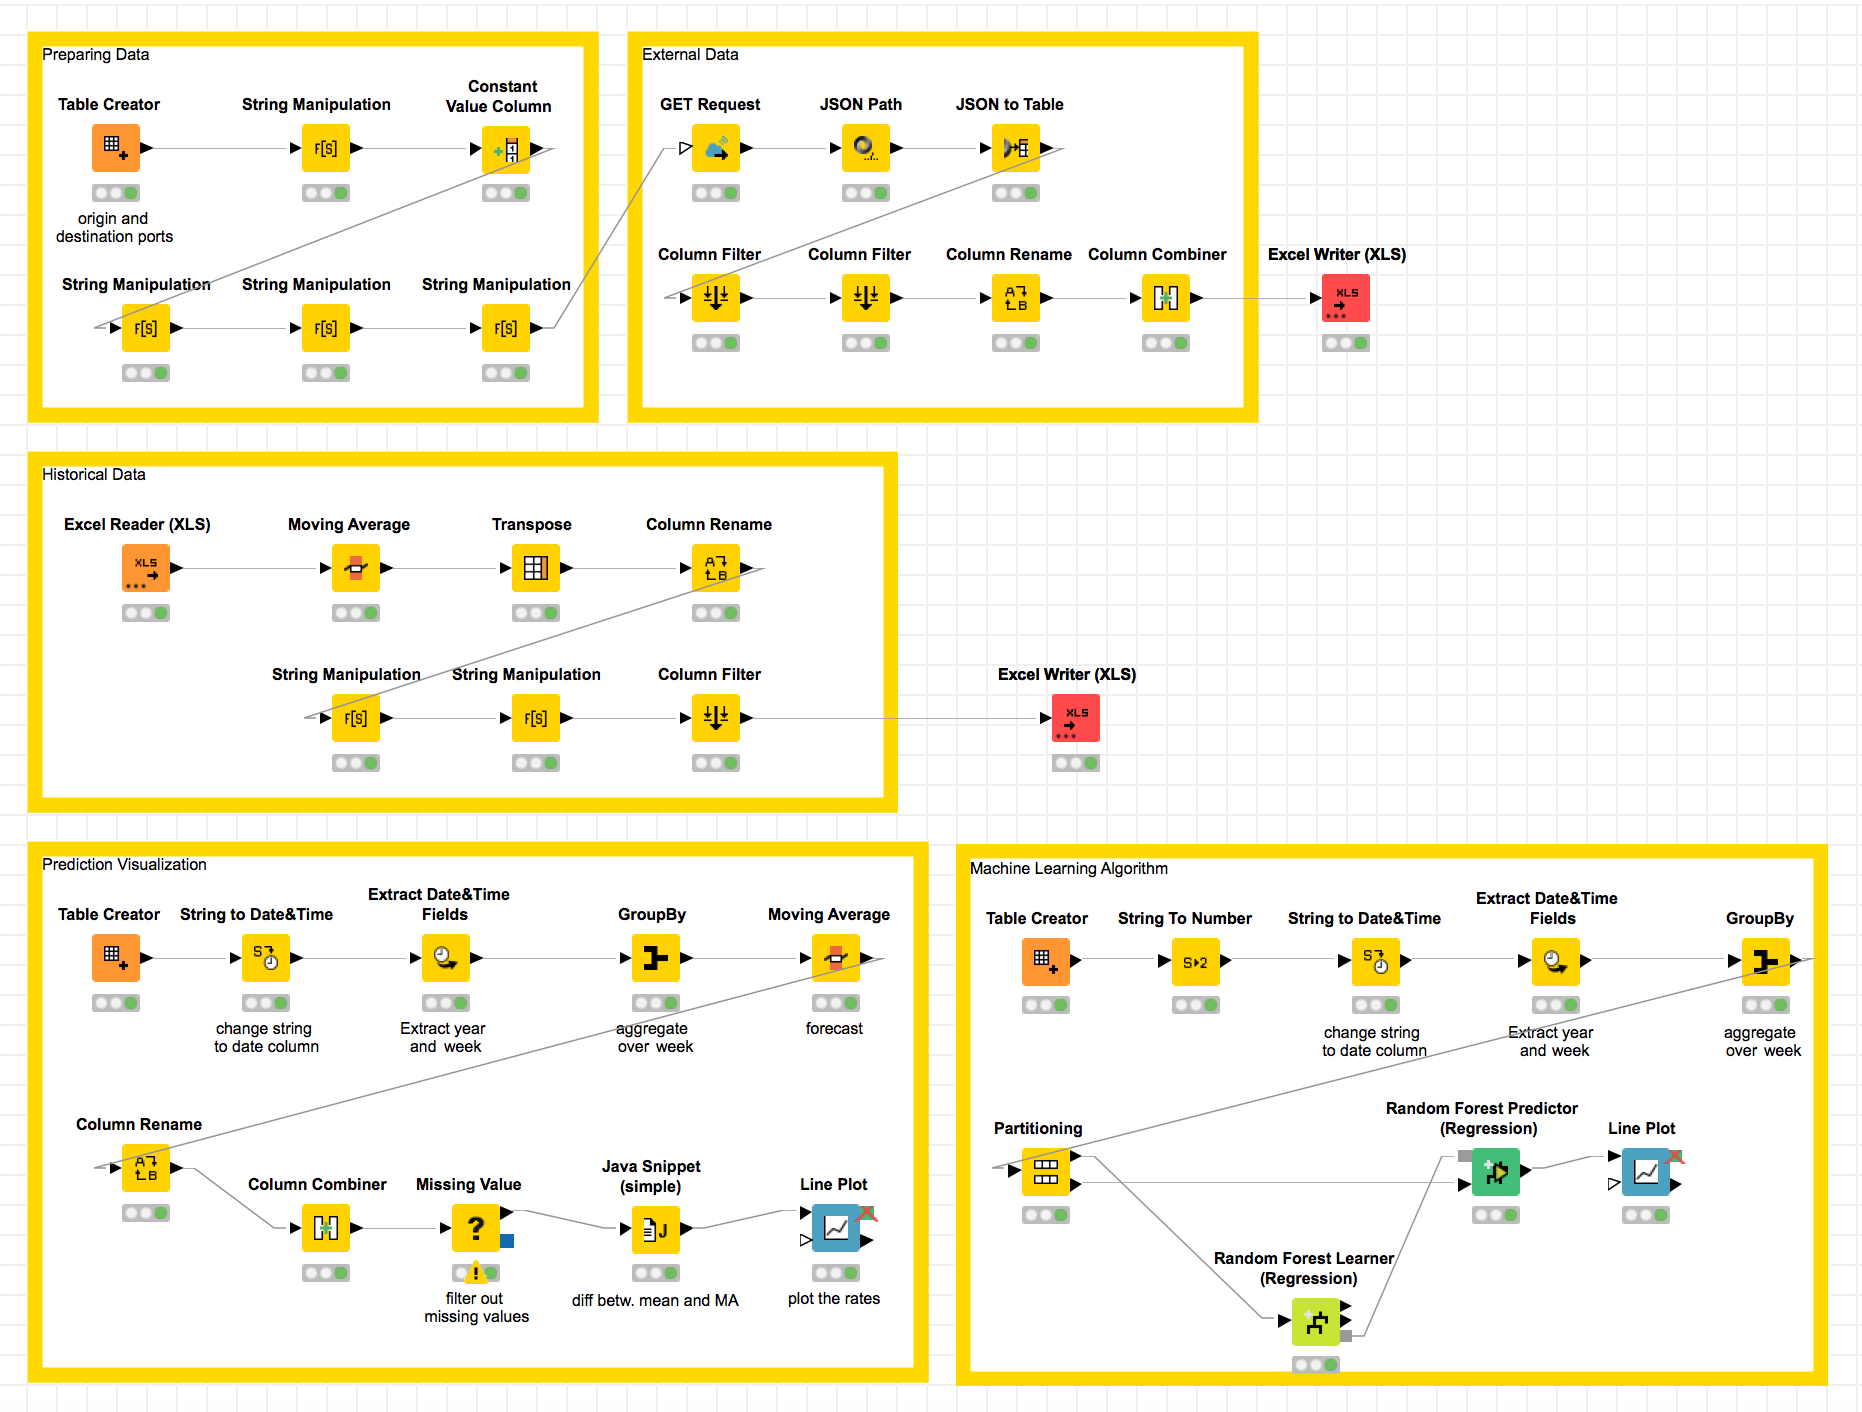 Preparing Data
Table Creator
String Manipulation
Constant
Value Column
F[S]
origin and
destination ports
String Manipulation
String Manipulation
String Manipulation
F[S]
F[S]
F[S]
External Data
GET Request
JSON Path
JSON to Table
Column Filter
Column Filter
Column Rename
Column Combiner
A
B
Excel Writer (XLS)
XLS
Historical Data
Excel Reader (XLS)
Moving Average
Transpose
Column Rename
XLS
A
B
String Manipulation
String Manipulation
Column Filter
F[S]
F[S]
Excel Writer (XLS)
XLS
Prediction Visualization
Table Creator
String to Date&Time
Extract Date&Time
Fields
GroupBy
Moving Average
S
change string
to date column
Extract year
and week
aggregate
over week
forecast
Column Rename
A
B
Column Combiner
Missing Value
Java Snippet
(simple)
Line Plot
?
J
!
filter out
missing values
diff betw. mean and MA
plot the rates
Machine Learning Algorithm
Table Creator
String To Number
String to Date&Time
Extract Date&Time
Fields
GroupBy
S
S▸2
change string
to date column
Extract year
and week
aggregate
over week
Partitioning
Random Forest Predictor
(Regression)
Line Plot
Random Forest Learner
(Regression)